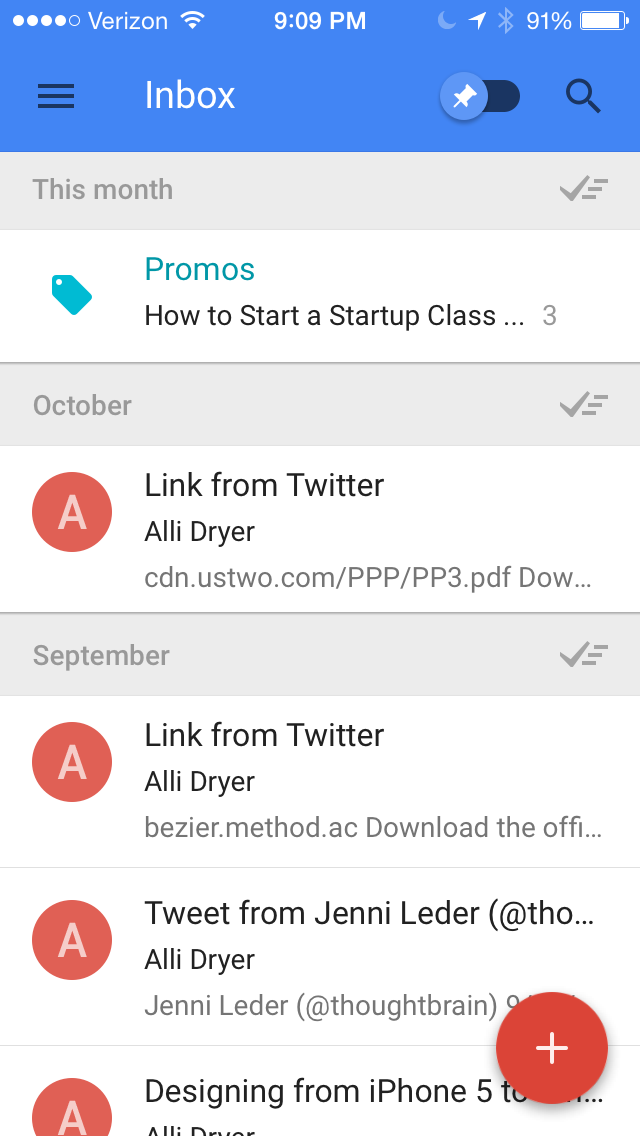 Verizon 9:09 PM 91%
Inbox
This month
Promos
How to Start a Startup Class ... 3
October
A
Link from Twitter
Alli Dryer
cdn.ustwo.com/PPP/PP3.pdf Dow...
September
A
Link from Twitter
Alli Dryer
bezier.method.ac Download the offi...
A
Tweet from Jenni Leder (@tho...
Alli Dryer
Jenni Leder (@thoughtbrain)
A
Designing from iPhone 5 to
Alli Dryer